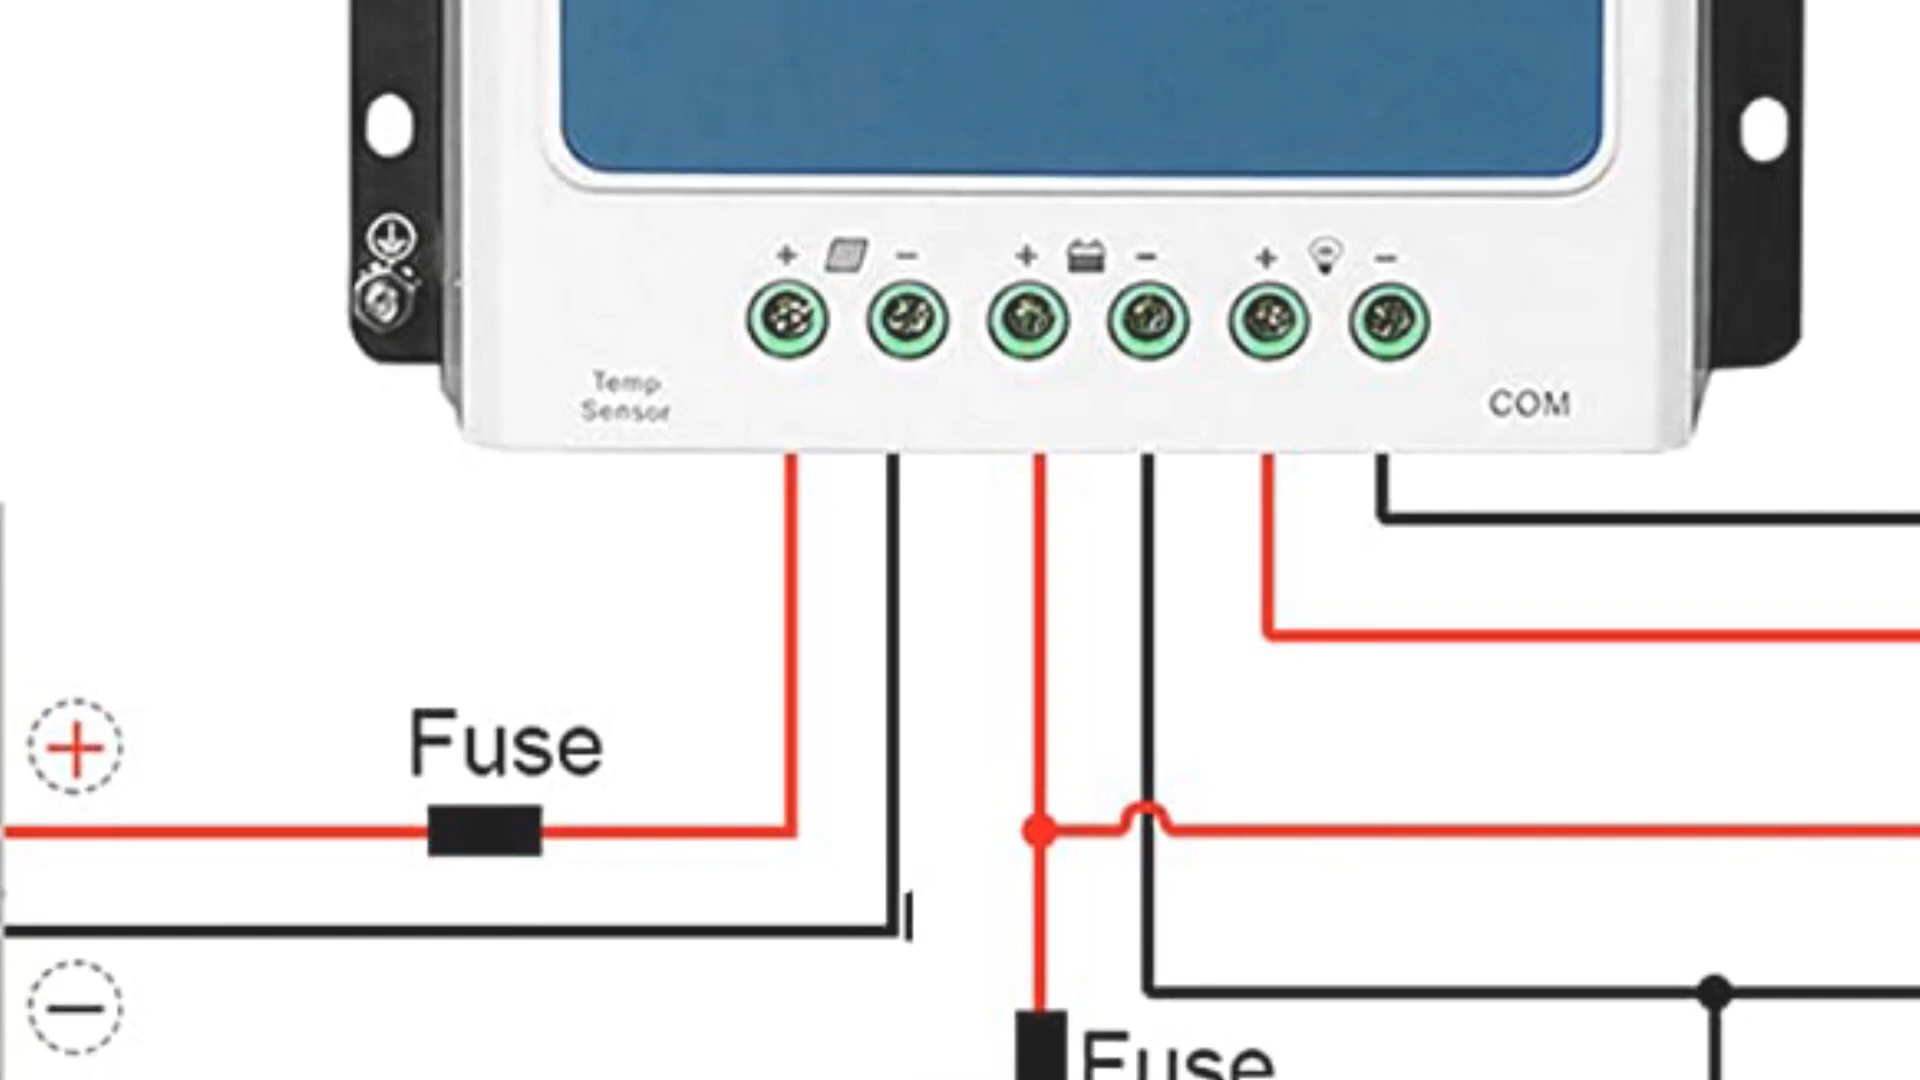 + − + − + −
Temp
Sensor
COM
+
Fuse
−
Fuse